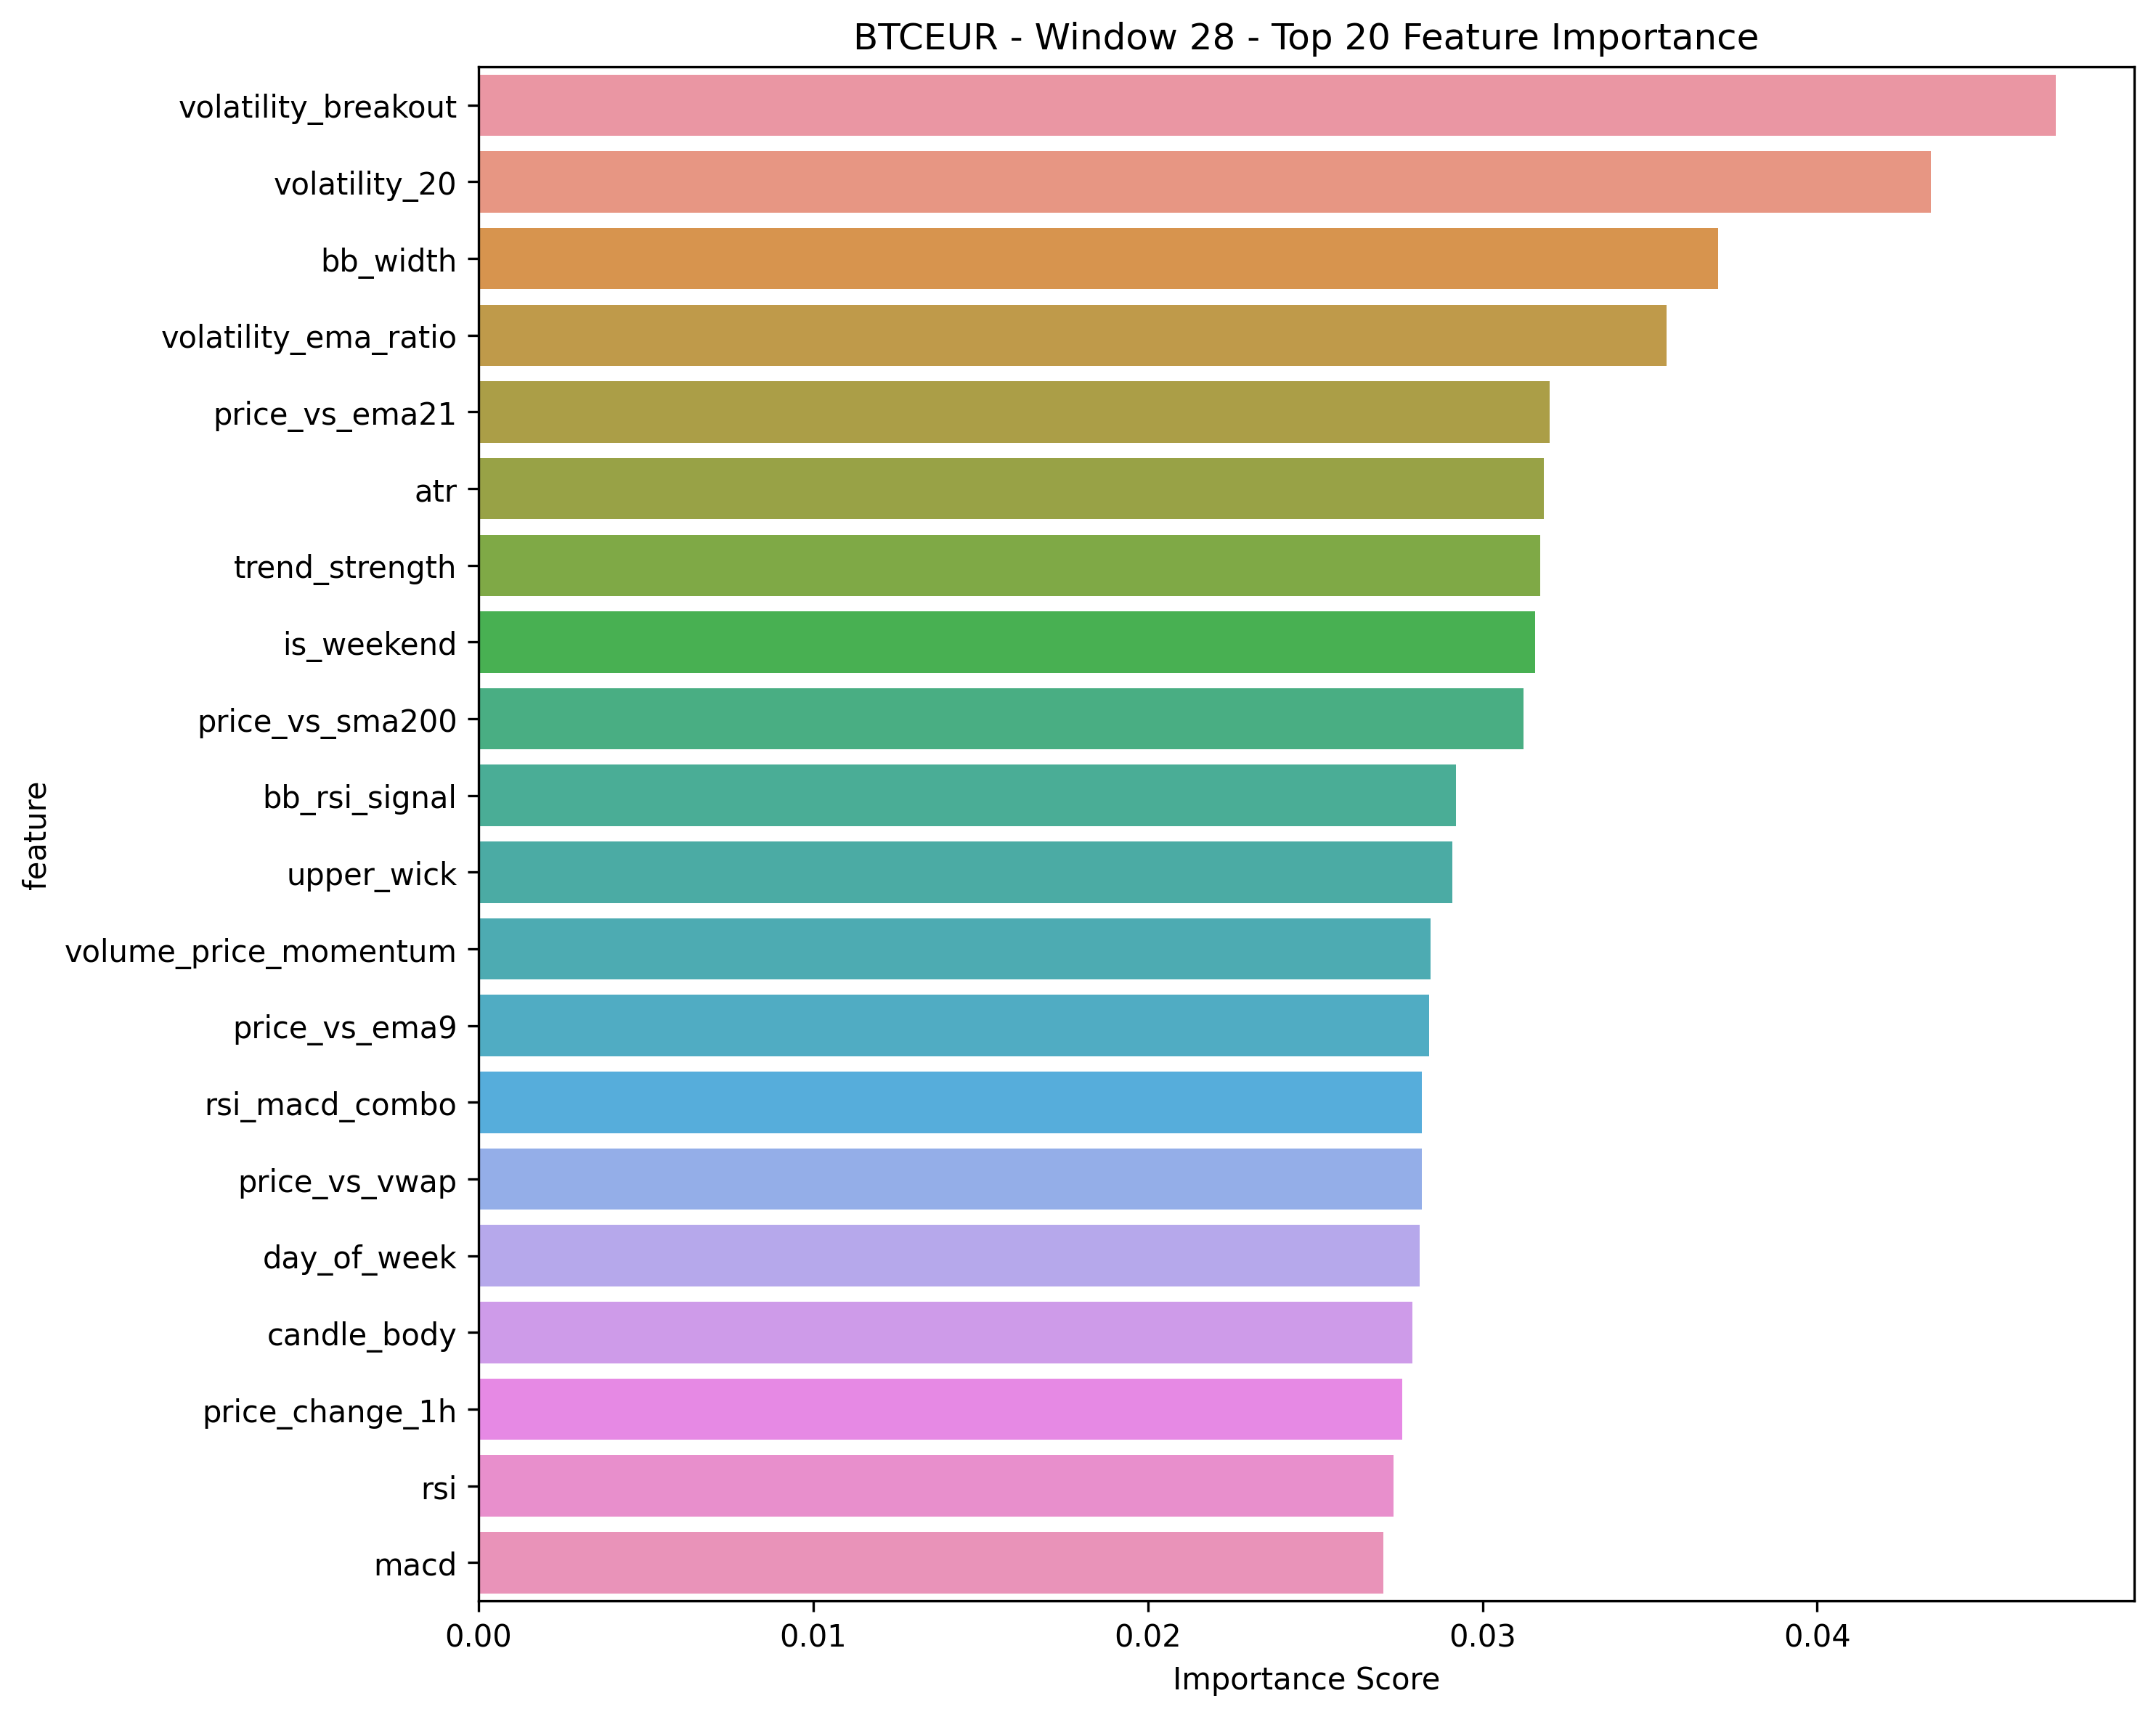 BTCEUR - Window 28 - Top 20 Feature Importance
volatility_breakout
volatility_20
bb_width
volatility_ema_ratio
price_vs_ema21
atr
trend_strength
is_weekend
price_vs_sma200
bb_rsi_signal
upper_wick
volume_price_momentum
price_vs_ema9
rsi_macd_combo
price_vs_vwap
day_of_week
candle_body
price_change_1h
rsi
macd
feature
0.00 0.01 0.02 0.03 0.04
Importance Score